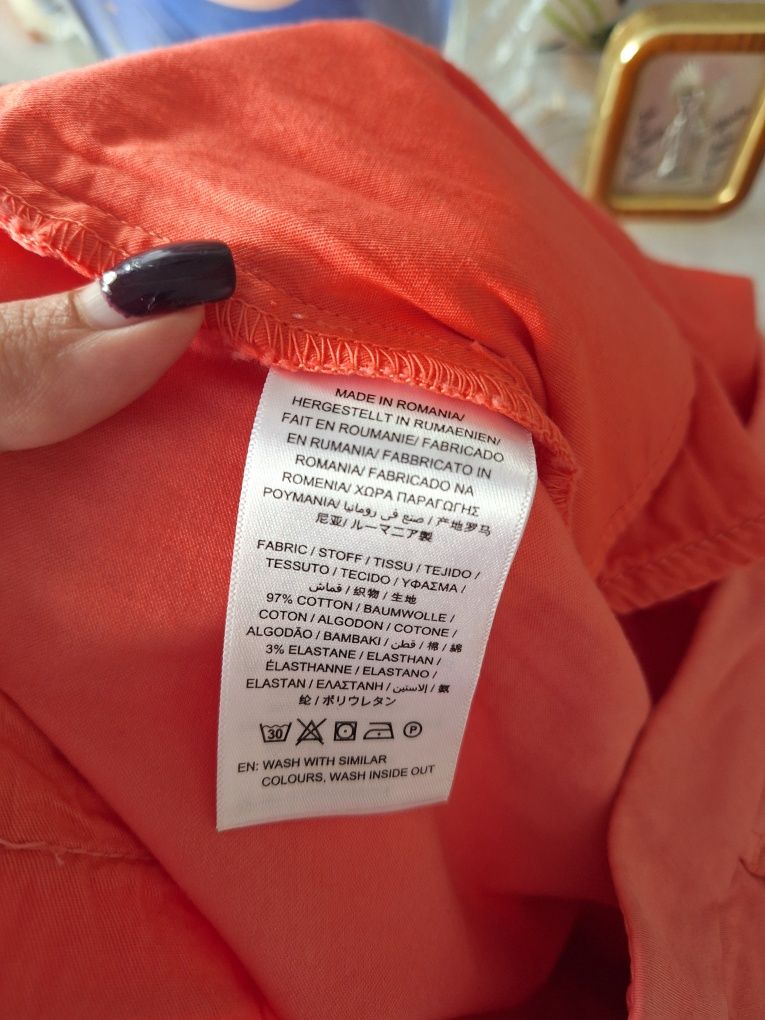 MADE IN ROMANIA/
HERGESTELLT IN RUMAENIEN/
FAIT EN ROUMANIE/ FABRICADO
EN RUMANIA/ FABBRICATO IN
ROMANIA/ FABRICADO NA
ROMENIA/ ΧΩΡΑ ΠΑΡΑΓΩΓΗΣ
ΡΟΥΜΑΝΙΑ/ صنع في رومانيا / 产地罗马
尼亚/ ルーマニア製
FABRIC / STOFF / TISSU / TEJIDO /
TESSUTO / TECIDO / ΥΦΑΣΜΑ /
قماش / 織物 / 生地
97% COTTON / BAUMWOLLE /
COTON / ALGODON / COTONE /
ALGODÃO / BAMBAKI / قطن / 棉 / 綿
3% ELASTANE / ELASTHAN /
ÉLASTHANNE / ELASTANO /
ELASTAN / ΕΛΑΣΤΑΝΗ / إلاستين / 氨
纶 / ポリウレタン
30 P
EN: WASH WITH SIMILAR
COLOURS, WASH INSIDE OUT